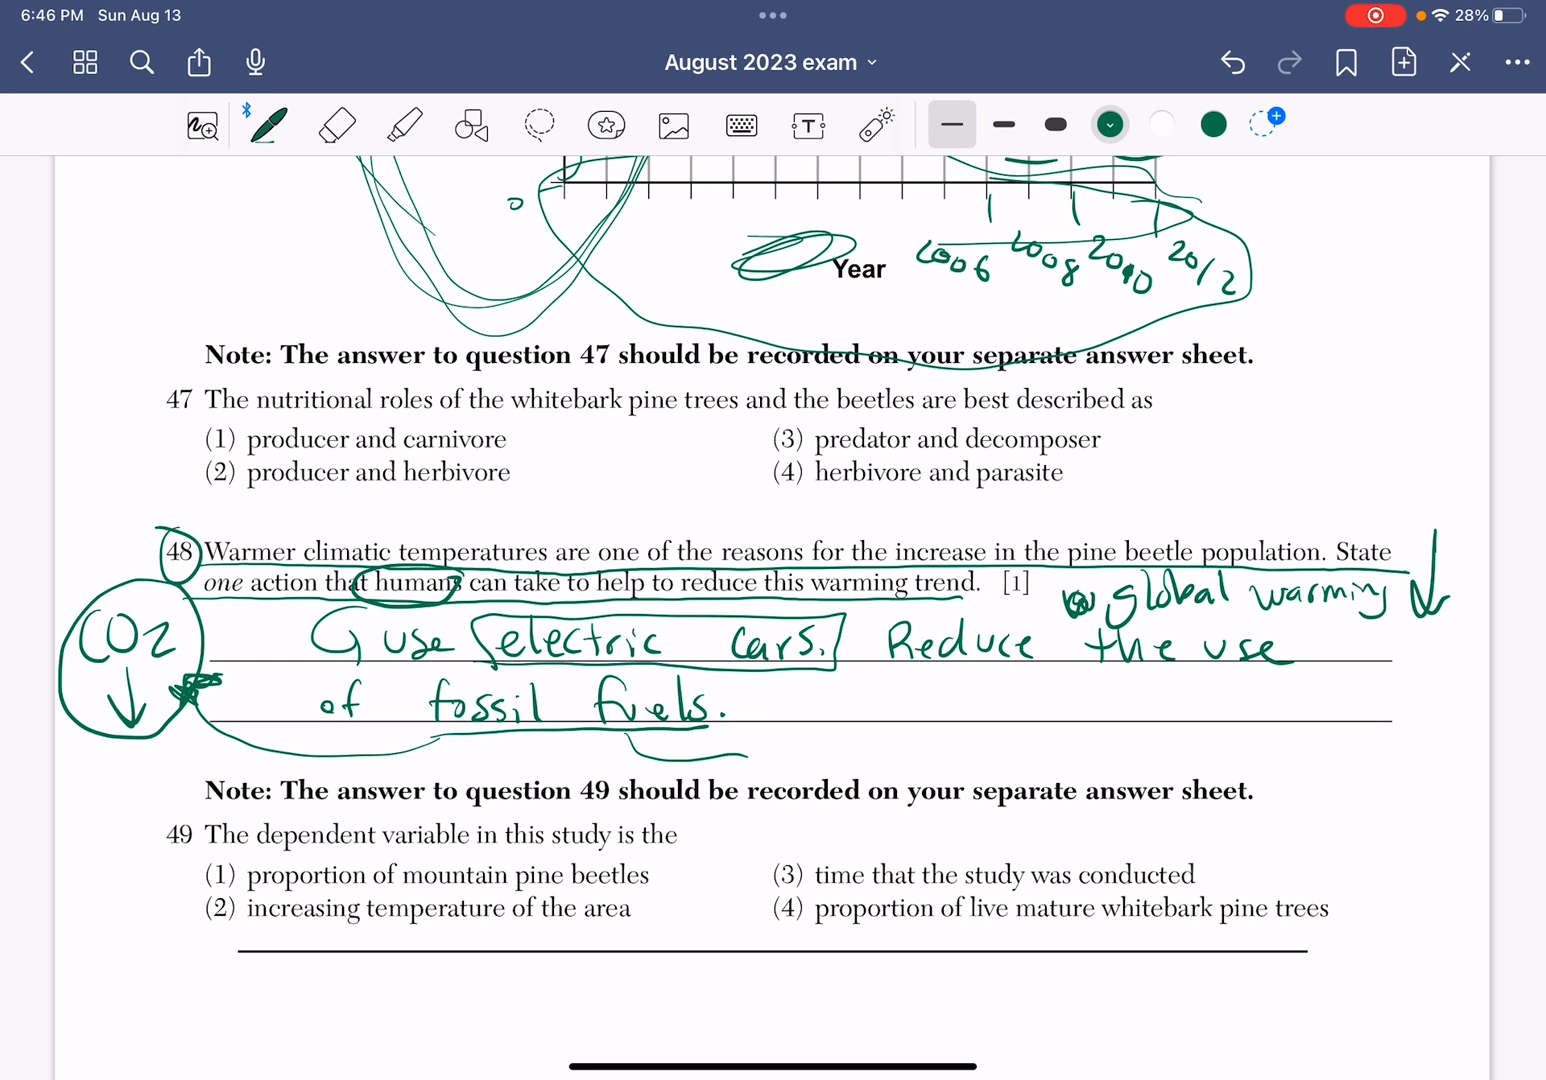 6:46 PM Sun Aug 13
28%
August 2023 exam
T
0
Year
2006 2008 2010 2012
Note: The answer to question 47 should be recorded on your separate answer sheet.
47 The nutritional roles of the whitebark pine trees and the beetles are best described as
(1) producer and carnivore
(2) producer and herbivore
(3) predator and decomposer
(4) herbivore and parasite
48 Warmer climatic temperatures are one of the reasons for the increase in the pine beetle population. State
one action that humans can take to help to reduce this warming trend. [1]
global warming ↓
CO2 ↓
use electric cars. Reduce the use
of fossil fuels.
Note: The answer to question 49 should be recorded on your separate answer sheet.
49 The dependent variable in this study is the
(1) proportion of mountain pine beetles
(2) increasing temperature of the area
(3) time that the study was conducted
(4) proportion of live mature whitebark pine trees